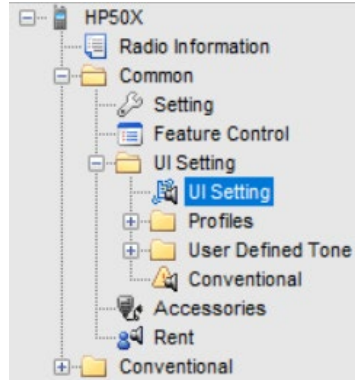 HP50X
Radio Information
Common
Setting
Feature Control
UI Setting
UI Setting
Profiles
User Defined Tone
Conventional
Accessories
Rent
Conventional